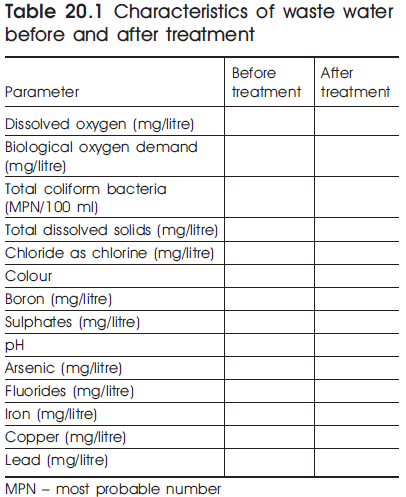 Table 20.1 Characteristics of waste water
before and after treatment
Parameter
Before
treatment
After
treatment
Dissolved oxygen (mg/litre)
Biological oxygen demand
(mg/litre)
Total coliform bacteria
(MPN/100 ml)
Total dissolved solids (mg/litre)
Chloride as chlorine (mg/litre)
Colour
Boron (mg/litre)
Sulphates (mg/litre)
pH
Arsenic (mg/litre)
Fluorides (mg/litre)
Iron (mg/litre)
Copper (mg/litre)
Lead (mg/litre)
MPN – most probable number